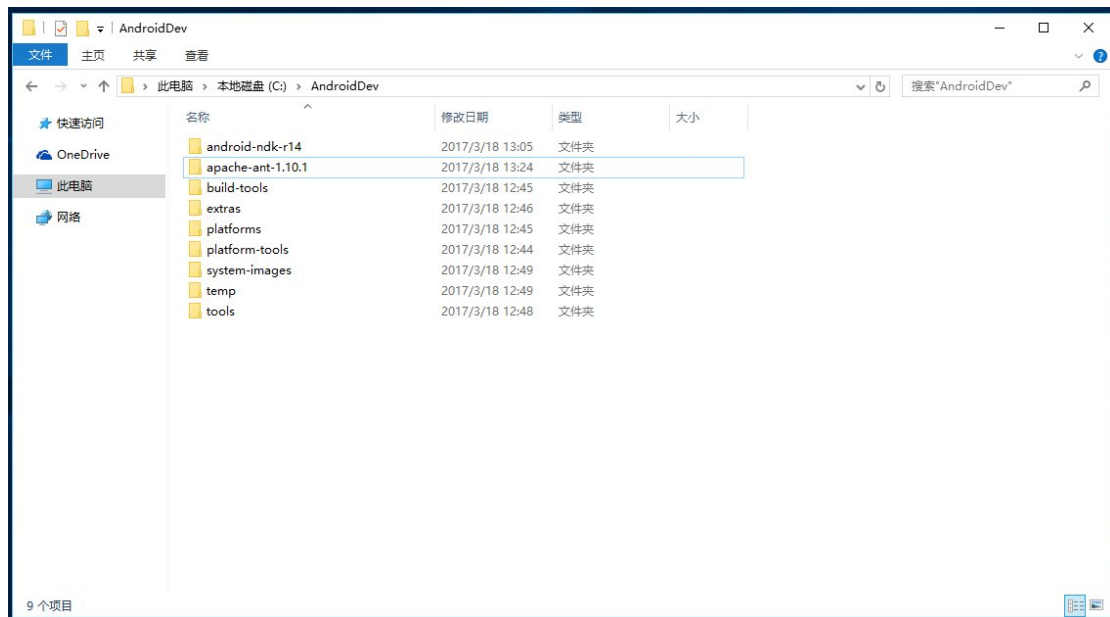 AndroidDev
文件 主页 共享 查看
此电脑 › 本地磁盘 (C:) › AndroidDev 搜索"AndroidDev"
快速访问
OneDrive
此电脑
网络
名称 修改日期 类型 大小
android-ndk-r14 2017/3/18 13:05 文件夹
apache-ant-1.10.1 2017/3/18 13:24 文件夹
build-tools 2017/3/18 12:45 文件夹
extras 2017/3/18 12:46 文件夹
platforms 2017/3/18 12:45 文件夹
platform-tools 2017/3/18 12:44 文件夹
system-images 2017/3/18 12:49 文件夹
temp 2017/3/18 12:49 文件夹
tools 2017/3/18 12:48 文件夹
9 个项目